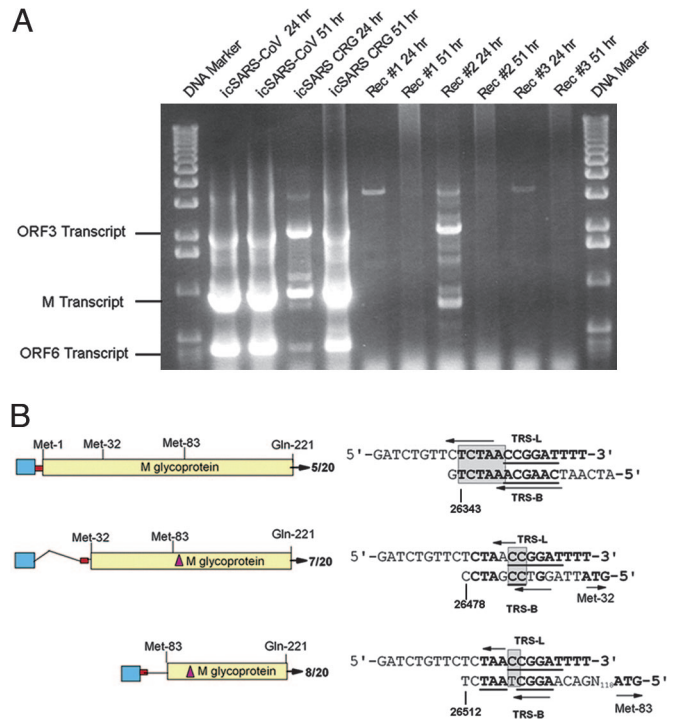 A
DNA Marker
icSARS-CoV 24 hr
icSARS-CoV 51 hr
icSARS CRG 24 hr
icSARS CRG 51 hr
Rec #1 24 hr
Rec #1 51 hr
Rec #2 24 hr
Rec #2 51 hr
Rec #3 24 hr
Rec #3 51 hr
DNA Marker
ORF3 Transcript
M Transcript
ORF6 Transcript
B
Met-1 Met-32 Met-83 Gln-221
M glycoprotein 5/20
TRS-L
5'-GATCTGTTCTCTAACCGGATTTT-3'
GTCTAAACGAACTAACTA-5'
26343 TRS-B
Met-32 Met-83 Gln-221
M glycoprotein 7/20
TRS-L
5'-GATCTGTTCTCTAACCGGATTTT-3'
CCTAGCCTGGATTATG-5'
26478 TRS-B Met-32
Met-83 Gln-221
M glycoprotein 8/20
TRS-L
5'-GATCTGTTCTCTAACCGGATTTT-3'
TCTAATCGGAACAGN110ATG-5'
26512 TRS-B Met-83